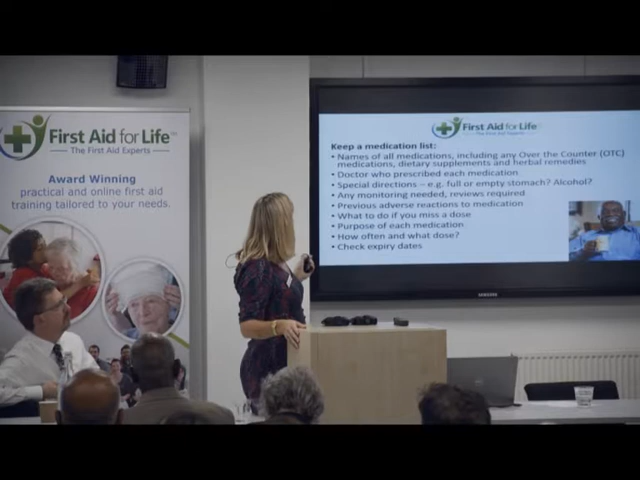 First Aid for Life
The First Aid Experts
Award Winning
practical and online first aid
training tailored to your needs.
First Aid for Life
The First Aid Experts
Keep a medication list:
• Names of all medications, including any Over the Counter (OTC)
medications, dietary supplements and herbal remedies
• Doctor who prescribed each medication
• Special directions – e.g. full or empty stomach? Alcohol?
• Any monitoring needed, reviews required
• Previous adverse reactions to medication
• What to do if you miss a dose
• Purpose of each medication
• How often and what dose?
• Check expiry dates
SAMSUNG